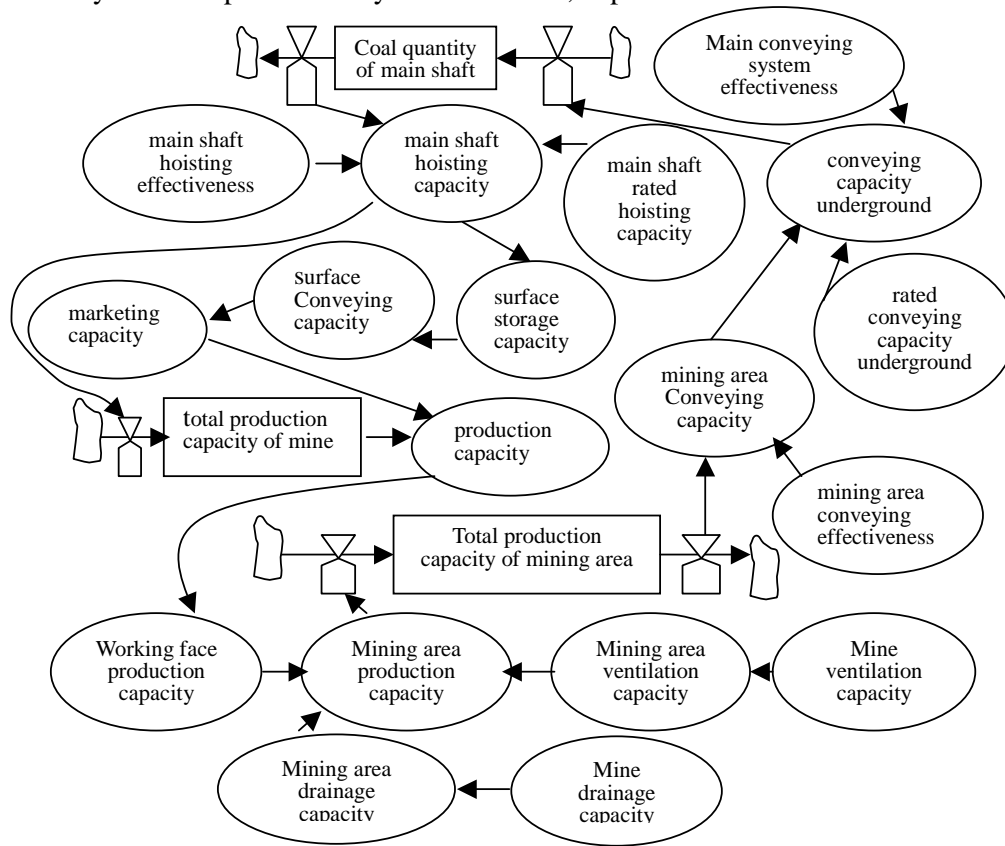 Coal quantity
of main shaft
Main conveying
system
effectiveness
main shaft
hoisting
effectiveness
main shaft
hoisting
capacity
main shaft
rated
hoisting
capacity
conveying
capacity
underground
surface
Conveying
capacity
surface
storage
capacity
marketing
capacity
rated
conveying
capacity
underground
mining area
Conveying
capacity
total production
capacity of mine
production
capacity
mining area
conveying
effectiveness
Total production
capacity of mining area
Working face
production
capacity
Mining area
production
capacity
Mining area
ventilation
capacity
Mine
ventilation
capacity
Mining area
drainage
capacity
Mine
drainage
capacity